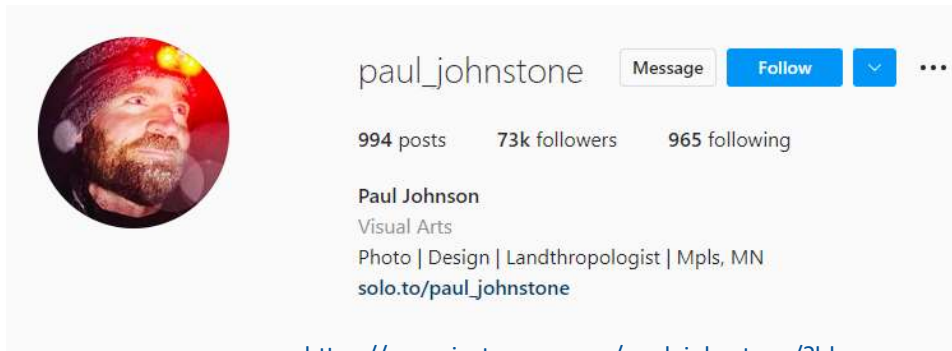 paul_johnstone Message Follow
994 posts 73k followers 965 following
Paul Johnson
Visual Arts
Photo | Design | Landthropologist | Mpls, MN
solo.to/paul_johnstone